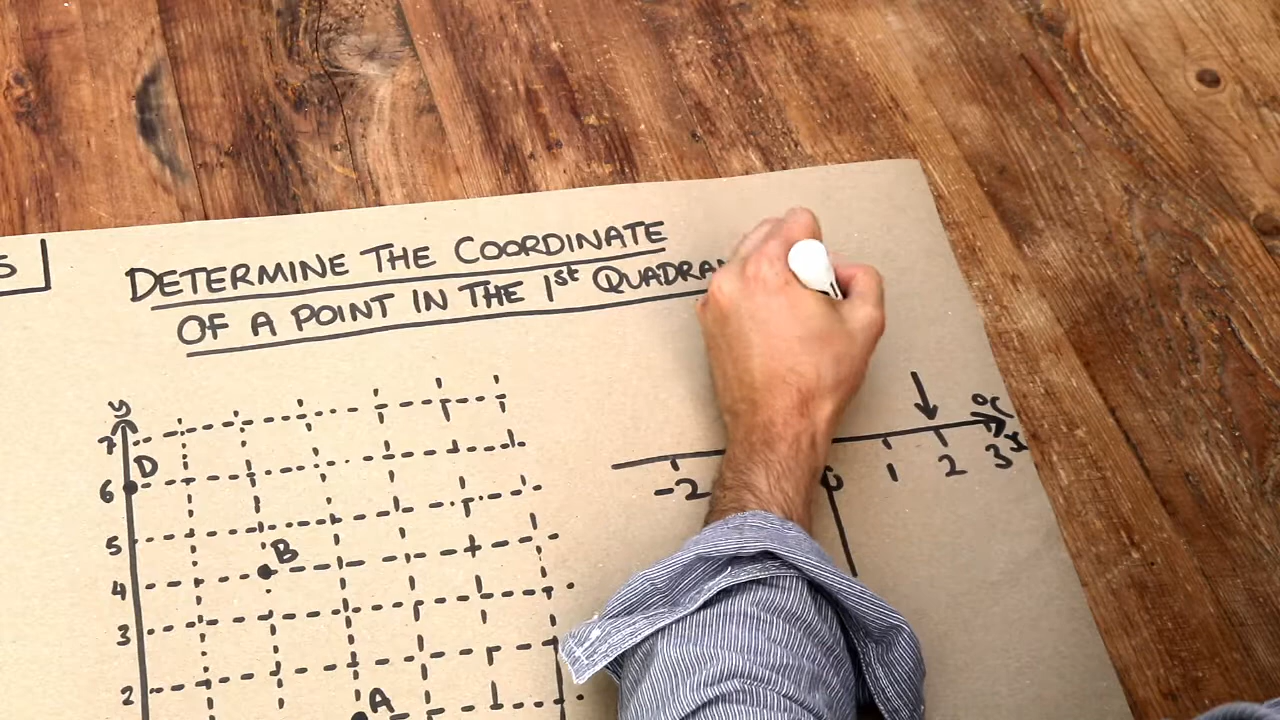 5
DETERMINE THE COORDINATE
OF A POINT IN THE 1st
y
7
D
6
5
B
4
3
2
A
-2
0
1
2
3
x